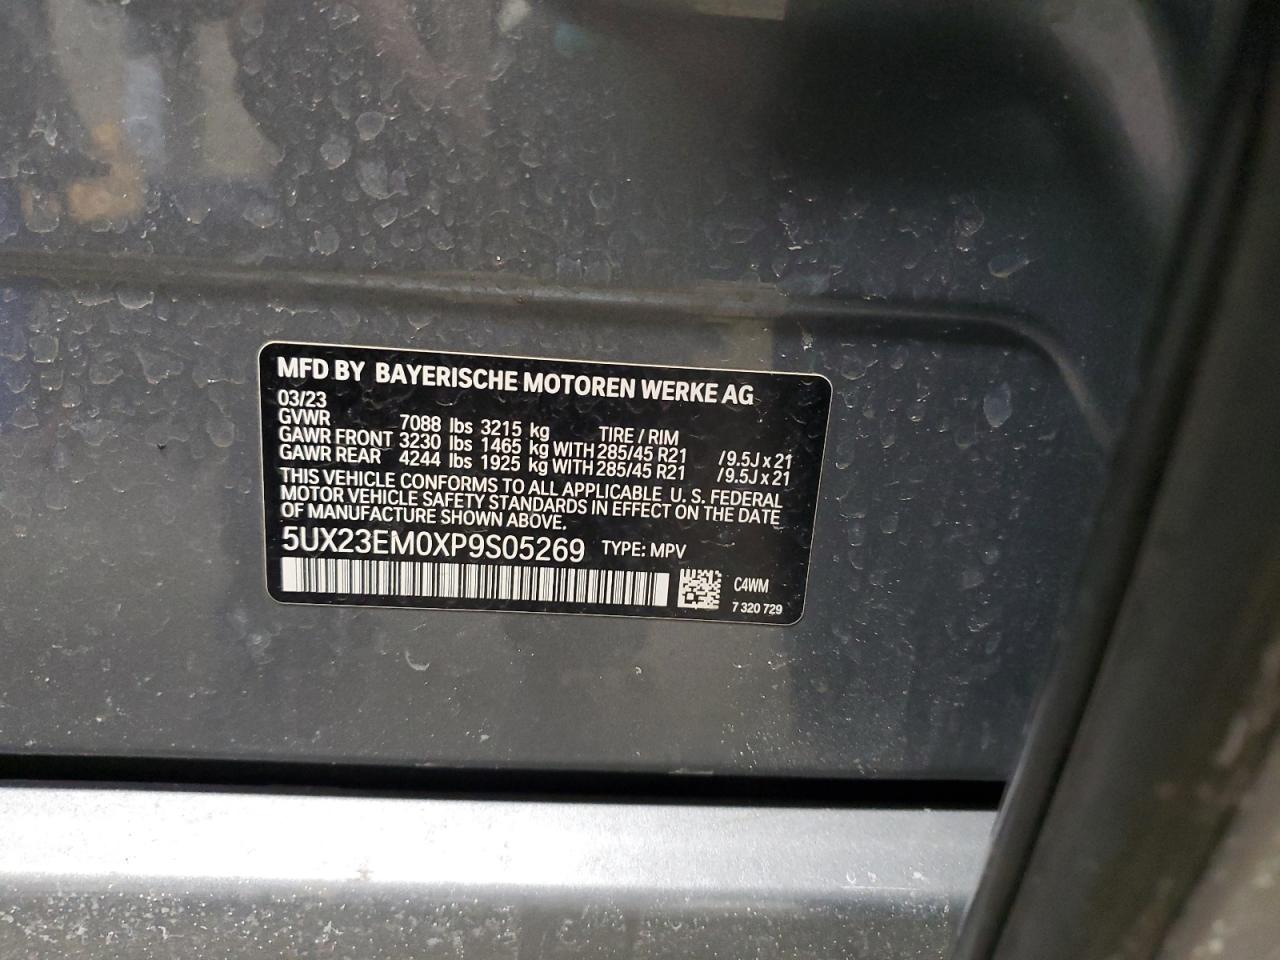 MFD BY BAYERISCHE MOTOREN WERKE AG
03/23
GVWR 7088 lbs 3215 kg TIRE / RIM
GAWR FRONT 3230 lbs 1465 kg WITH 285/45 R21 /9.5J x 21
GAWR REAR 4244 lbs 1925 kg WITH 285/45 R21 /9.5J x 21
THIS VEHICLE CONFORMS TO ALL APPLICABLE U. S. FEDERAL
MOTOR VEHICLE SAFETY STANDARDS IN EFFECT ON THE DATE
OF MANUFACTURE SHOWN ABOVE.
5UX23EM0XP9S05269 TYPE: MPV
C4WM
7 320 729